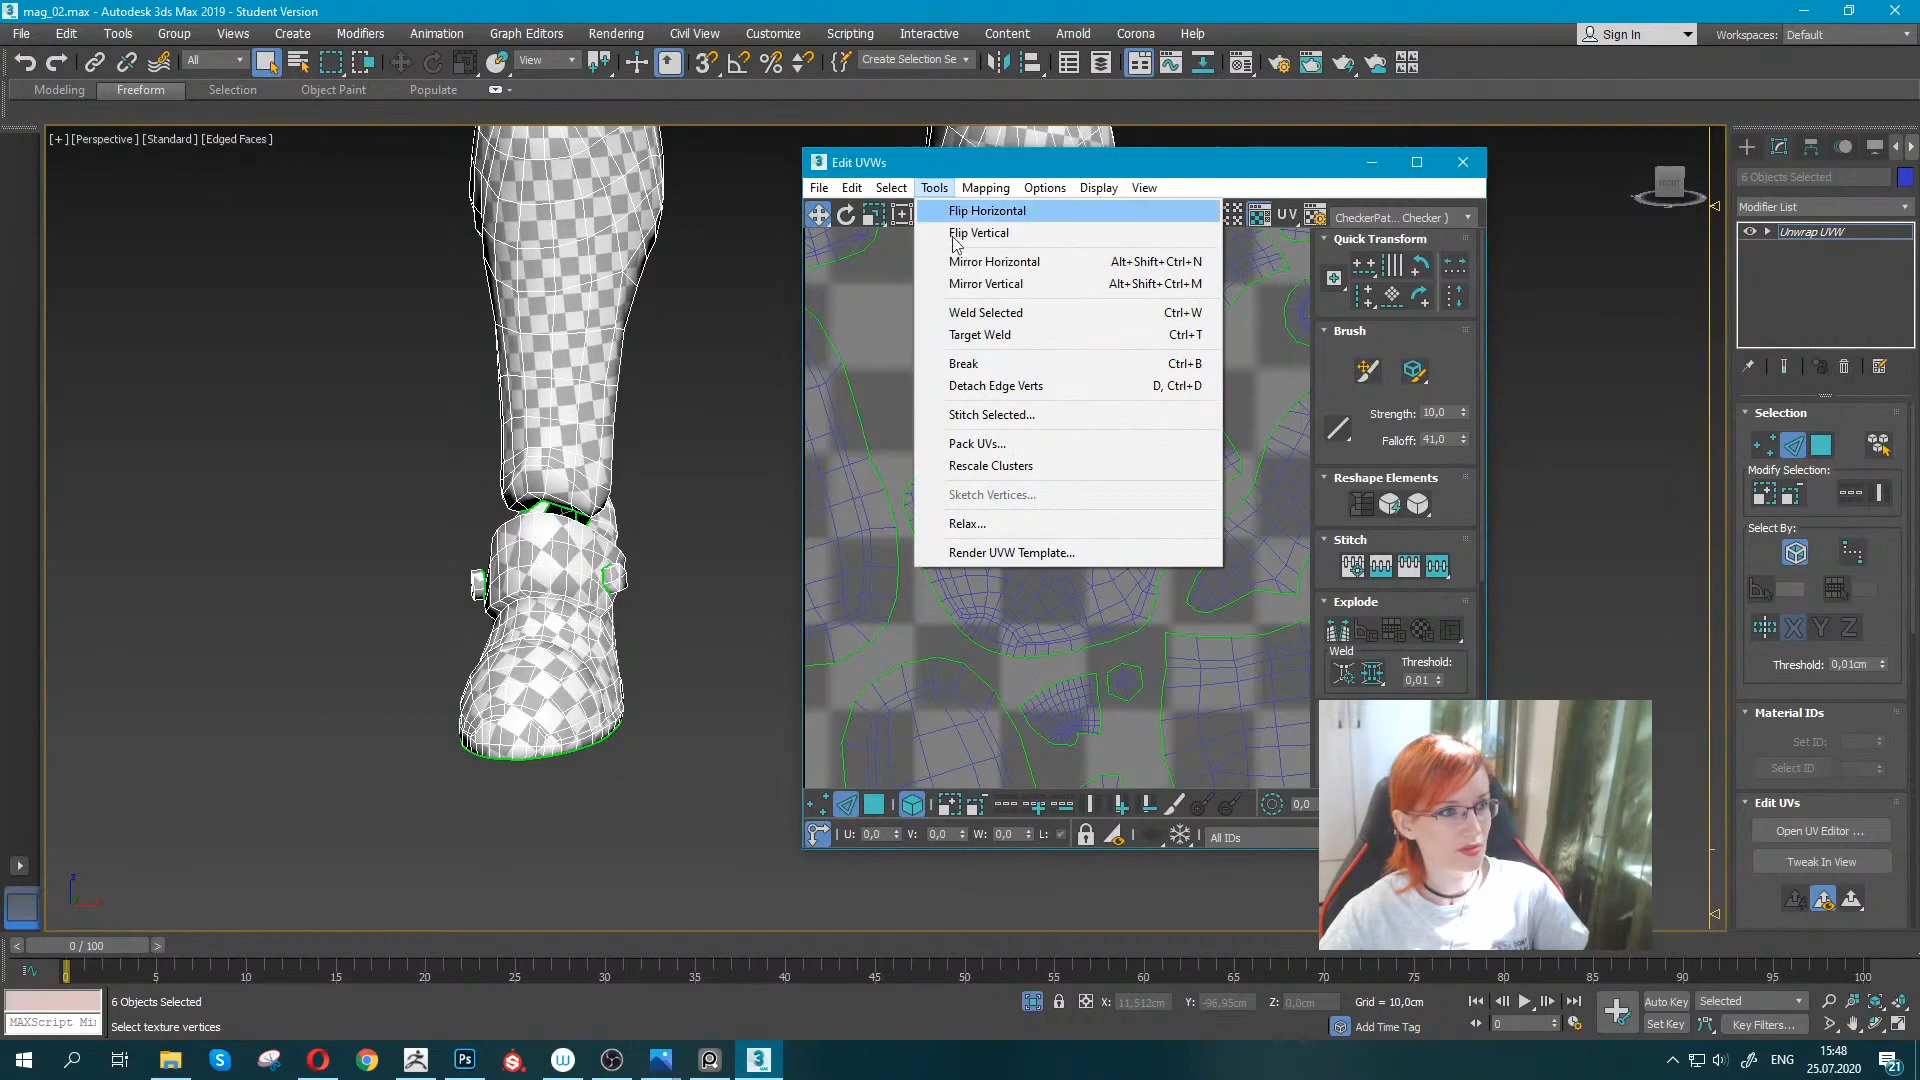 mag_02.max - Autodesk 3ds Max 2019 - Student Version
File Edit Tools Group Views Create Modifiers Animation Graph Editors Rendering Civil View Customize Scripting Interactive Content Arnold Corona Help Sign In Workspaces: Default
All View Create Selection Se
Modeling Freeform Selection Object Paint Populate
[+] [Perspective] [Standard] [Edged Faces]
FRONT
Edit UVWs
File Edit Select Tools Mapping Options Display View
UV CheckerPat... Checker )
Flip Horizontal
Flip Vertical
Mirror Horizontal Alt+Shift+Ctrl+N
Mirror Vertical Alt+Shift+Ctrl+M
Weld Selected Ctrl+W
Target Weld Ctrl+T
Break Ctrl+B
Detach Edge Verts D, Ctrl+D
Stitch Selected...
Pack UVs...
Rescale Clusters
Sketch Vertices...
Relax...
Render UVW Template...
Quick Transform
Brush
Strength: 10,0
Falloff: 41,0
Reshape Elements
Stitch
Explode
Weld
Threshold:
0,01
0,0
U: 0,0 V: 0,0 W: 0,0 L: All IDs
6 Objects Selected
Modifier List
Unwrap UVW
Selection
Modify Selection:
Select By:
X Y Z
Threshold: 0,01cm
Material IDs
Set ID:
Select ID
Edit UVs
Open UV Editor ...
Tweak In View
z
0 / 100
0 5 10 15 20 25 30 35 40 45 50 55 60 65 70 75 80 85 90 95 100
6 Objects Selected
X: 11,512cm Y: -96,95cm Z: 0,0cm Grid = 10,0cm
Auto Key Selected
MAXScript Mi
Select texture vertices
Add Time Tag
0
Set Key Key Filters...
ENG
15:48
25.07.2020
21